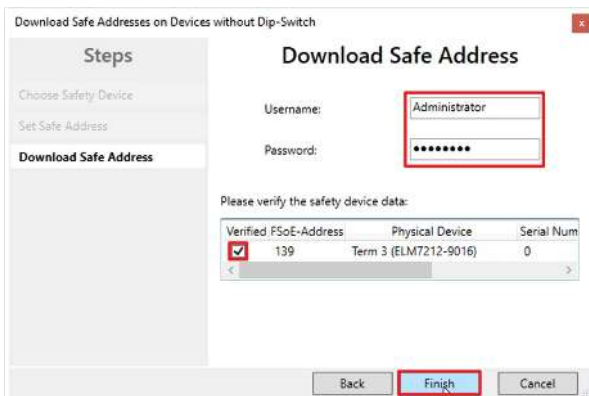 Download Safe Addresses on Devices without Dip-Switch
x
Steps
Choose Safety Device
Set Safe Address
Download Safe Address
Download Safe Address
Username:
Administrator
Password:
••••••••
Please verify the safety device data:
Verified FSoE-Address Physical Device Serial Num
139 Term 3 (ELM7212-9016) 0
Back Finish Cancel